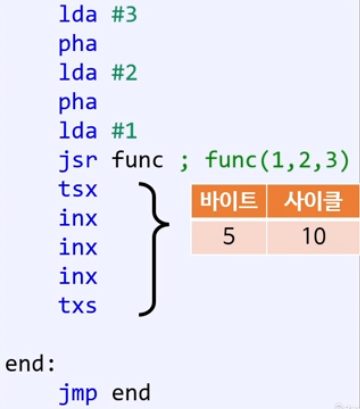 lda #3
pha
lda #2
pha
lda #1
jsr func ; func(1,2,3)
tsx
inx
inx
inx
txs
바이트 사이클
5 10
end:
jmp end